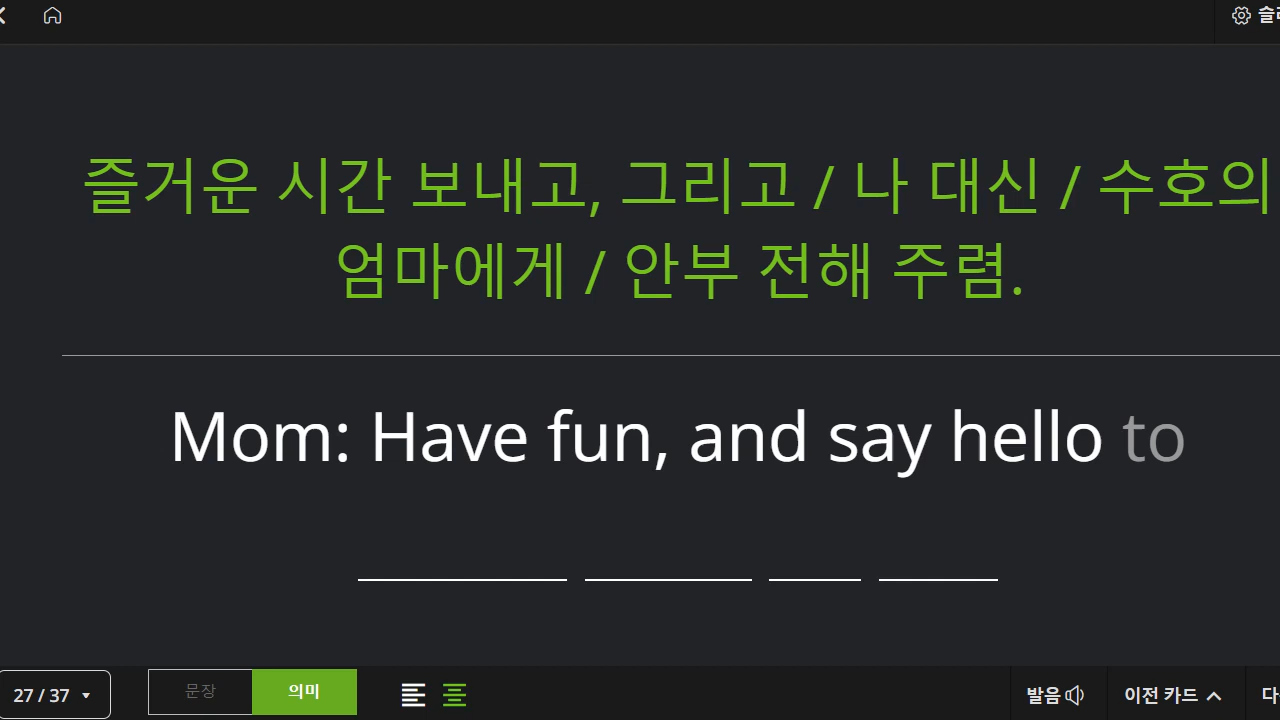 슬
즐거운 시간 보내고, 그리고 / 나 대신 / 수호의
엄마에게 / 안부 전해 주렴.
Mom: Have fun, and say hello to
27 / 37
문장
의미
발음
이전 카드
다